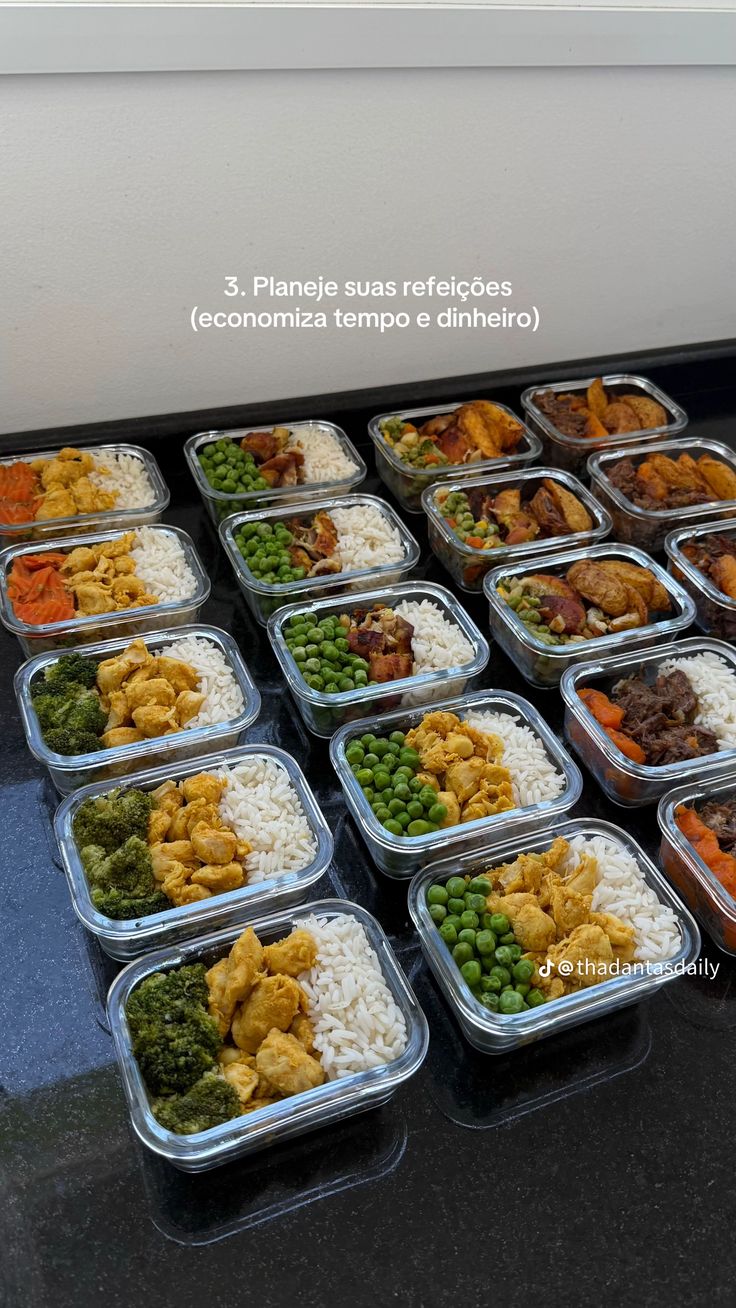 3. Planeje suas refeições
(economiza tempo e dinheiro)
@thadantasdaily